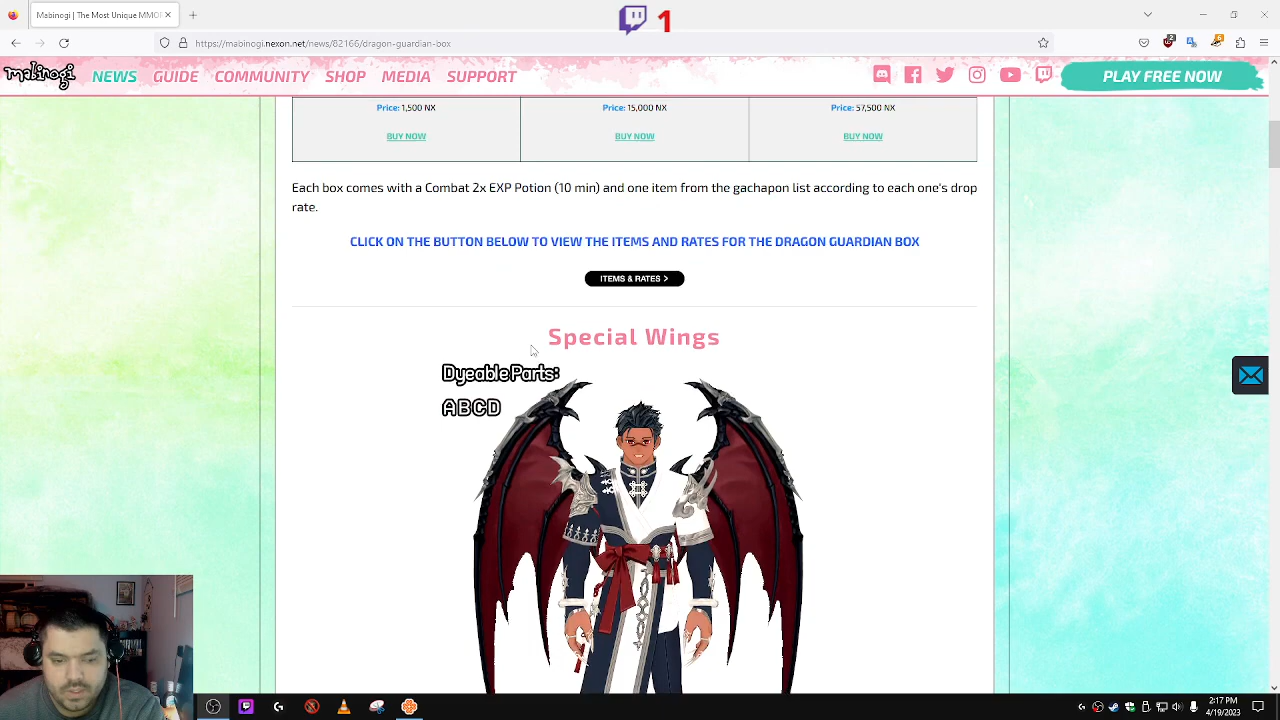 1
Mabinogi | The Most Unique MMOR
https://mabinogi.nexon.net/news/82166/dragon-guardian-box
mabinogi NEWS GUIDE COMMUNITY SHOP MEDIA SUPPORT PLAY FREE NOW
Price: 1,500 NX Price: 15,000 NX Price: 57,500 NX
BUY NOW BUY NOW BUY NOW
Each box comes with a Combat 2x EXP Potion (10 min) and one item from the gachapon list according to each one's drop
rate.
CLICK ON THE BUTTON BELOW TO VIEW THE ITEMS AND RATES FOR THE DRAGON GUARDIAN BOX
ITEMS & RATES >
Special Wings
Dyeable Parts:
A B C D
2:17 PM
4/19/2023